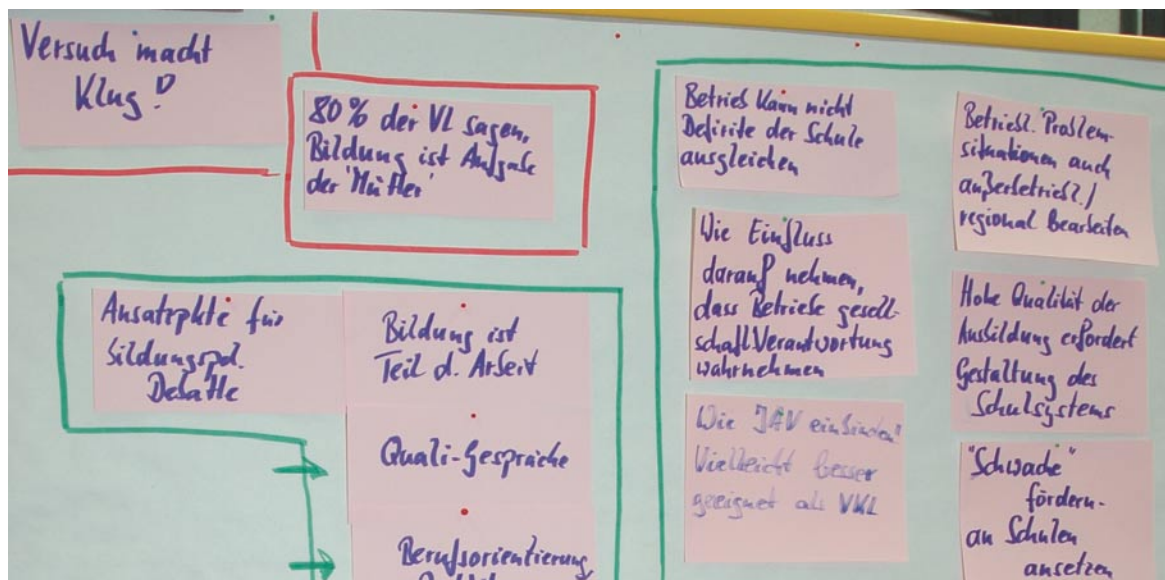 Versuch macht
Klug!
80% der VL sagen,
Bildung ist Aufgabe
der 'Mütter'
Ansatzpkte für
bildungspol.
Debatte
Bildung ist
Teil d. Arbeit
Quali-Gespräche
Berufsorientierung
Betrieb kann nicht
Defizite der Schule
ausgleichen
Wie Einfluss
darauf nehmen,
dass Betriebe gesell-
schaftl. Verantwortung
wahrnehmen
Wie JAV einbinden"
Vielleicht besser
geeignet als VKL
Betriebl. Problem-
situationen auch
außerbetriebl./
regional Bearbeiten
Hohe Qualität der
Ausbildung erfordert
Gestaltung des
Schulsystems
"Schwache"
fördern-
an Schulen
ansetzen